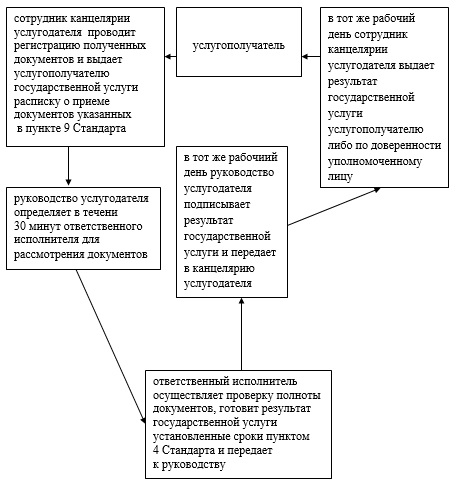 услугополучатель
сотрудник канцелярии
услугодателя проводит
регистрацию полученных
документов и выдает
услугополучателю
государственной услуги
расписку о приеме
документов указанных
в пункте 9 Стандарта
руководство услугодателя
определяет в течени
30 минут ответственного
исполнителя для
рассмотрения документов
ответственный исполнитель
осуществляет проверку полноты
документов, готовит результат
государственной услуги
установленные сроки пунктом
4 Стандарта и передает
к руководству
в тот же рабочиий
день руководство
услугодателя
подписывает
результат
государственной
услуги и передает
в канцелярию
услугодателя
в тот же рабочий
день сотрудник
канцелярии
услугодателя выдает
результат
государственной
услуги
услугополучателю
либо по доверенности
уполномоченному
лицу